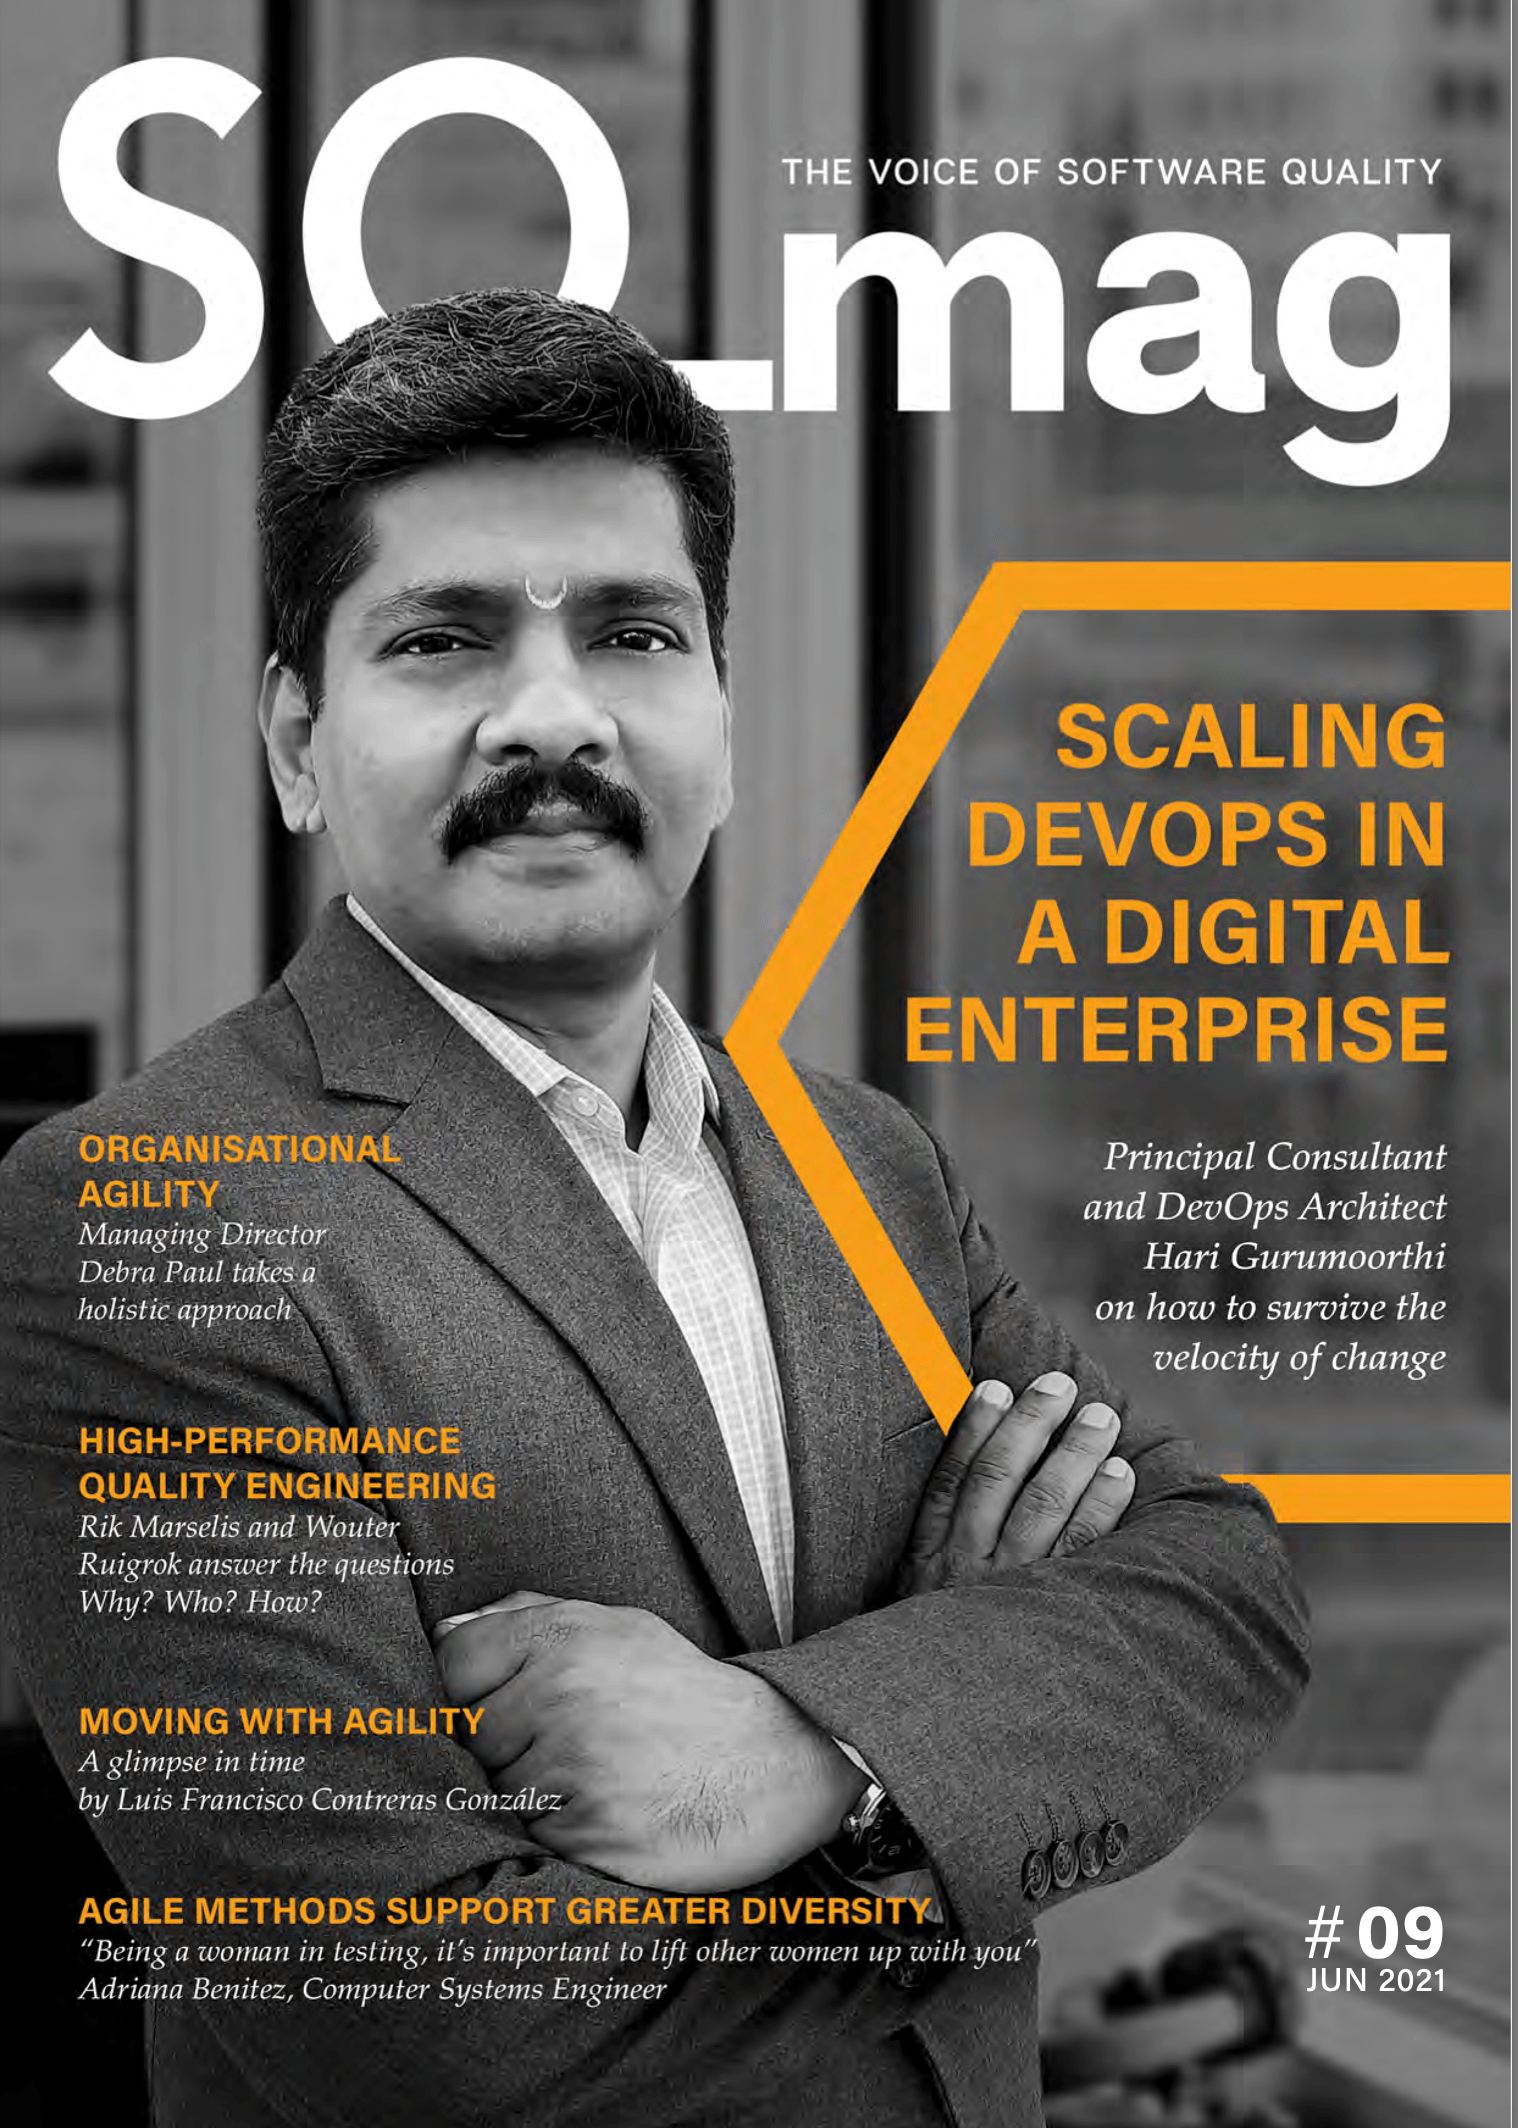 THE VOICE OF SOFTWARE QUALITY
SQ_mag
SCALING
DEVOPS IN
A DIGITAL
ENTERPRISE
Principal Consultant
and DevOps Architect
Hari Gurumoorthi
on how to survive the
velocity of change
ORGANISATIONAL
AGILITY
Managing Director
Debra Paul takes a
holistic approach
HIGH-PERFORMANCE
QUALITY ENGINEERING
Rik Marselis and Wouter
Ruigrok answer the questions
Why? Who? How?
MOVING WITH AGILITY
A glimpse in time
by Luis Francisco Contreras González
AGILE METHODS SUPPORT GREATER DIVERSITY
“Being a woman in testing, it’s important to lift other women up with you”
Adriana Benitez, Computer Systems Engineer
#09
JUN 2021